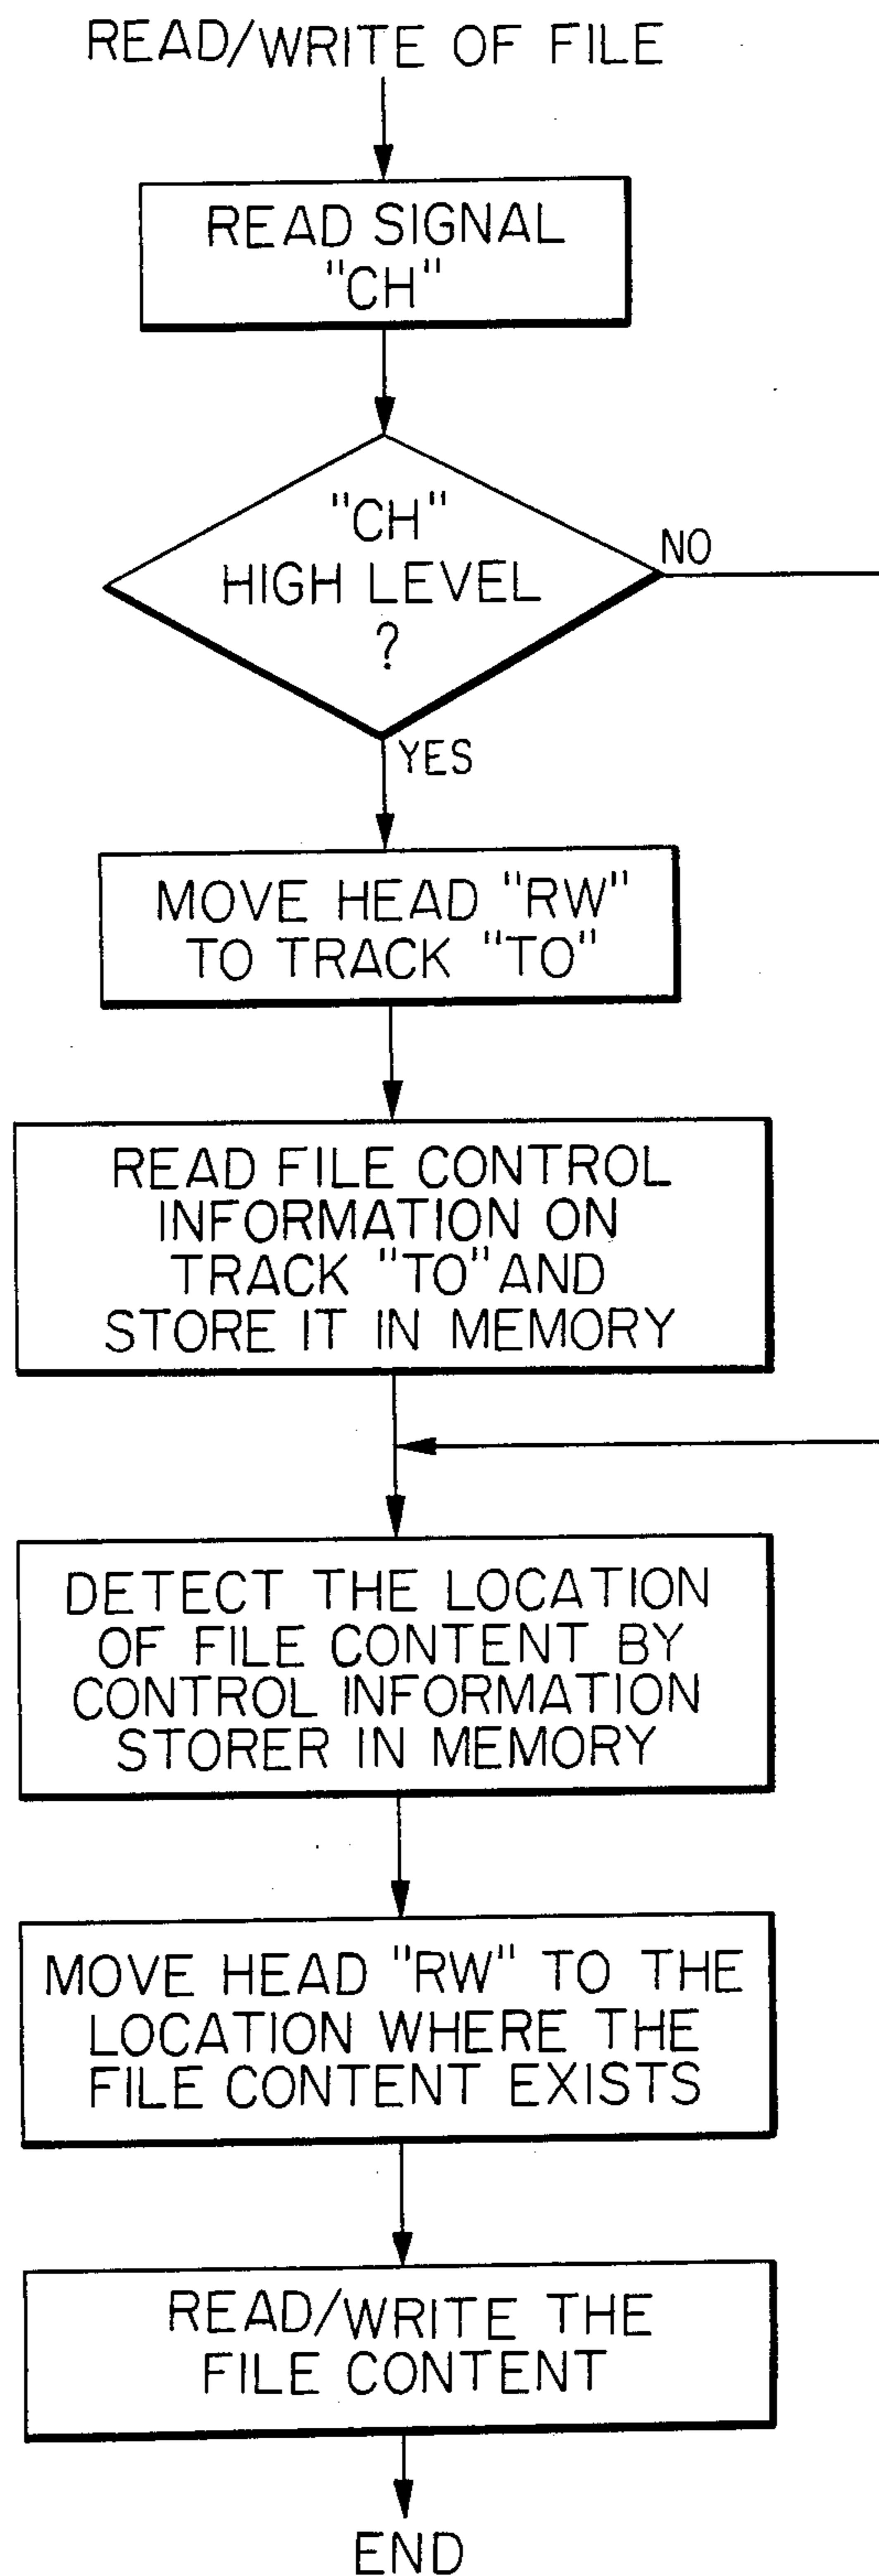 READ/WRITE OF FILE
READ SIGNAL
"CH"
"CH"
HIGH LEVEL
?
NO
YES
MOVE HEAD "RW"
TO TRACK "TO"
READ FILE CONTROL
INFORMATION ON
TRACK "TO" AND
STORE IT IN MEMORY
DETECT THE LOCATION
OF FILE CONTENT BY
CONTROL INFORMATION
STORER IN MEMORY
MOVE HEAD "RW" TO THE
LOCATION WHERE THE
FILE CONTENT EXISTS
READ/WRITE THE
FILE CONTENT
END